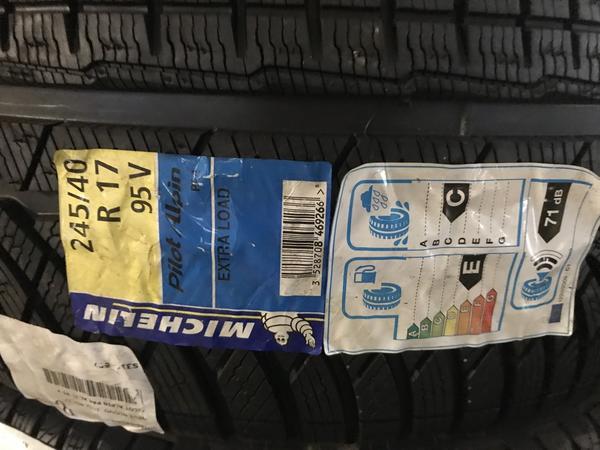 245/40
R 17
95 V
Pilot Alpin
EXTRA LOAD
3 528708 469266 >
MICHELIN
C
A
B
C
D
E
F
G
E
A
B
C
D
E
F
G
71 dB